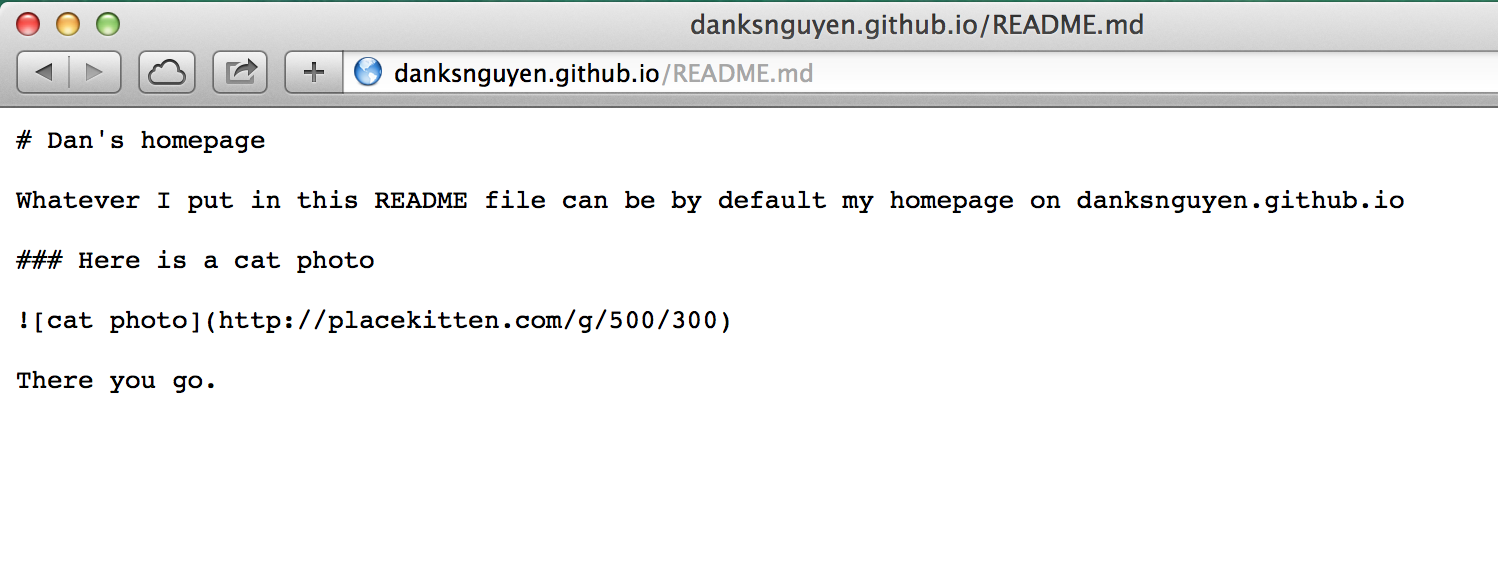 danksnguyen.github.io/README.md
danksnguyen.github.io/README.md
# Dan's homepage
Whatever I put in this README file can be by default my homepage on danksnguyen.github.io
### Here is a cat photo
![cat photo](http://placekitten.com/g/500/300)
There you go.